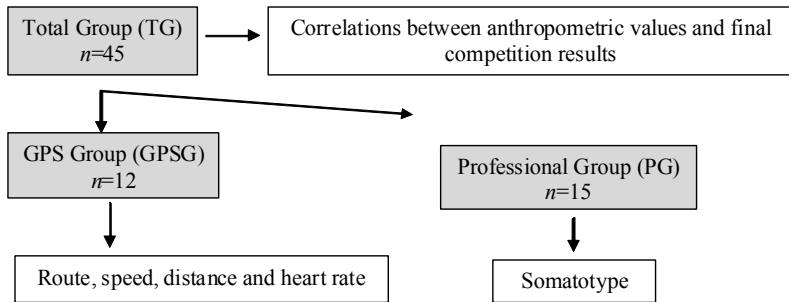 Total Group (TG)
n=45
Correlations between anthropometric values and final
competition results
GPS Group (GPSG)
n=12
Professional Group (PG)
n=15
Route, speed, distance and heart rate
Somatotype